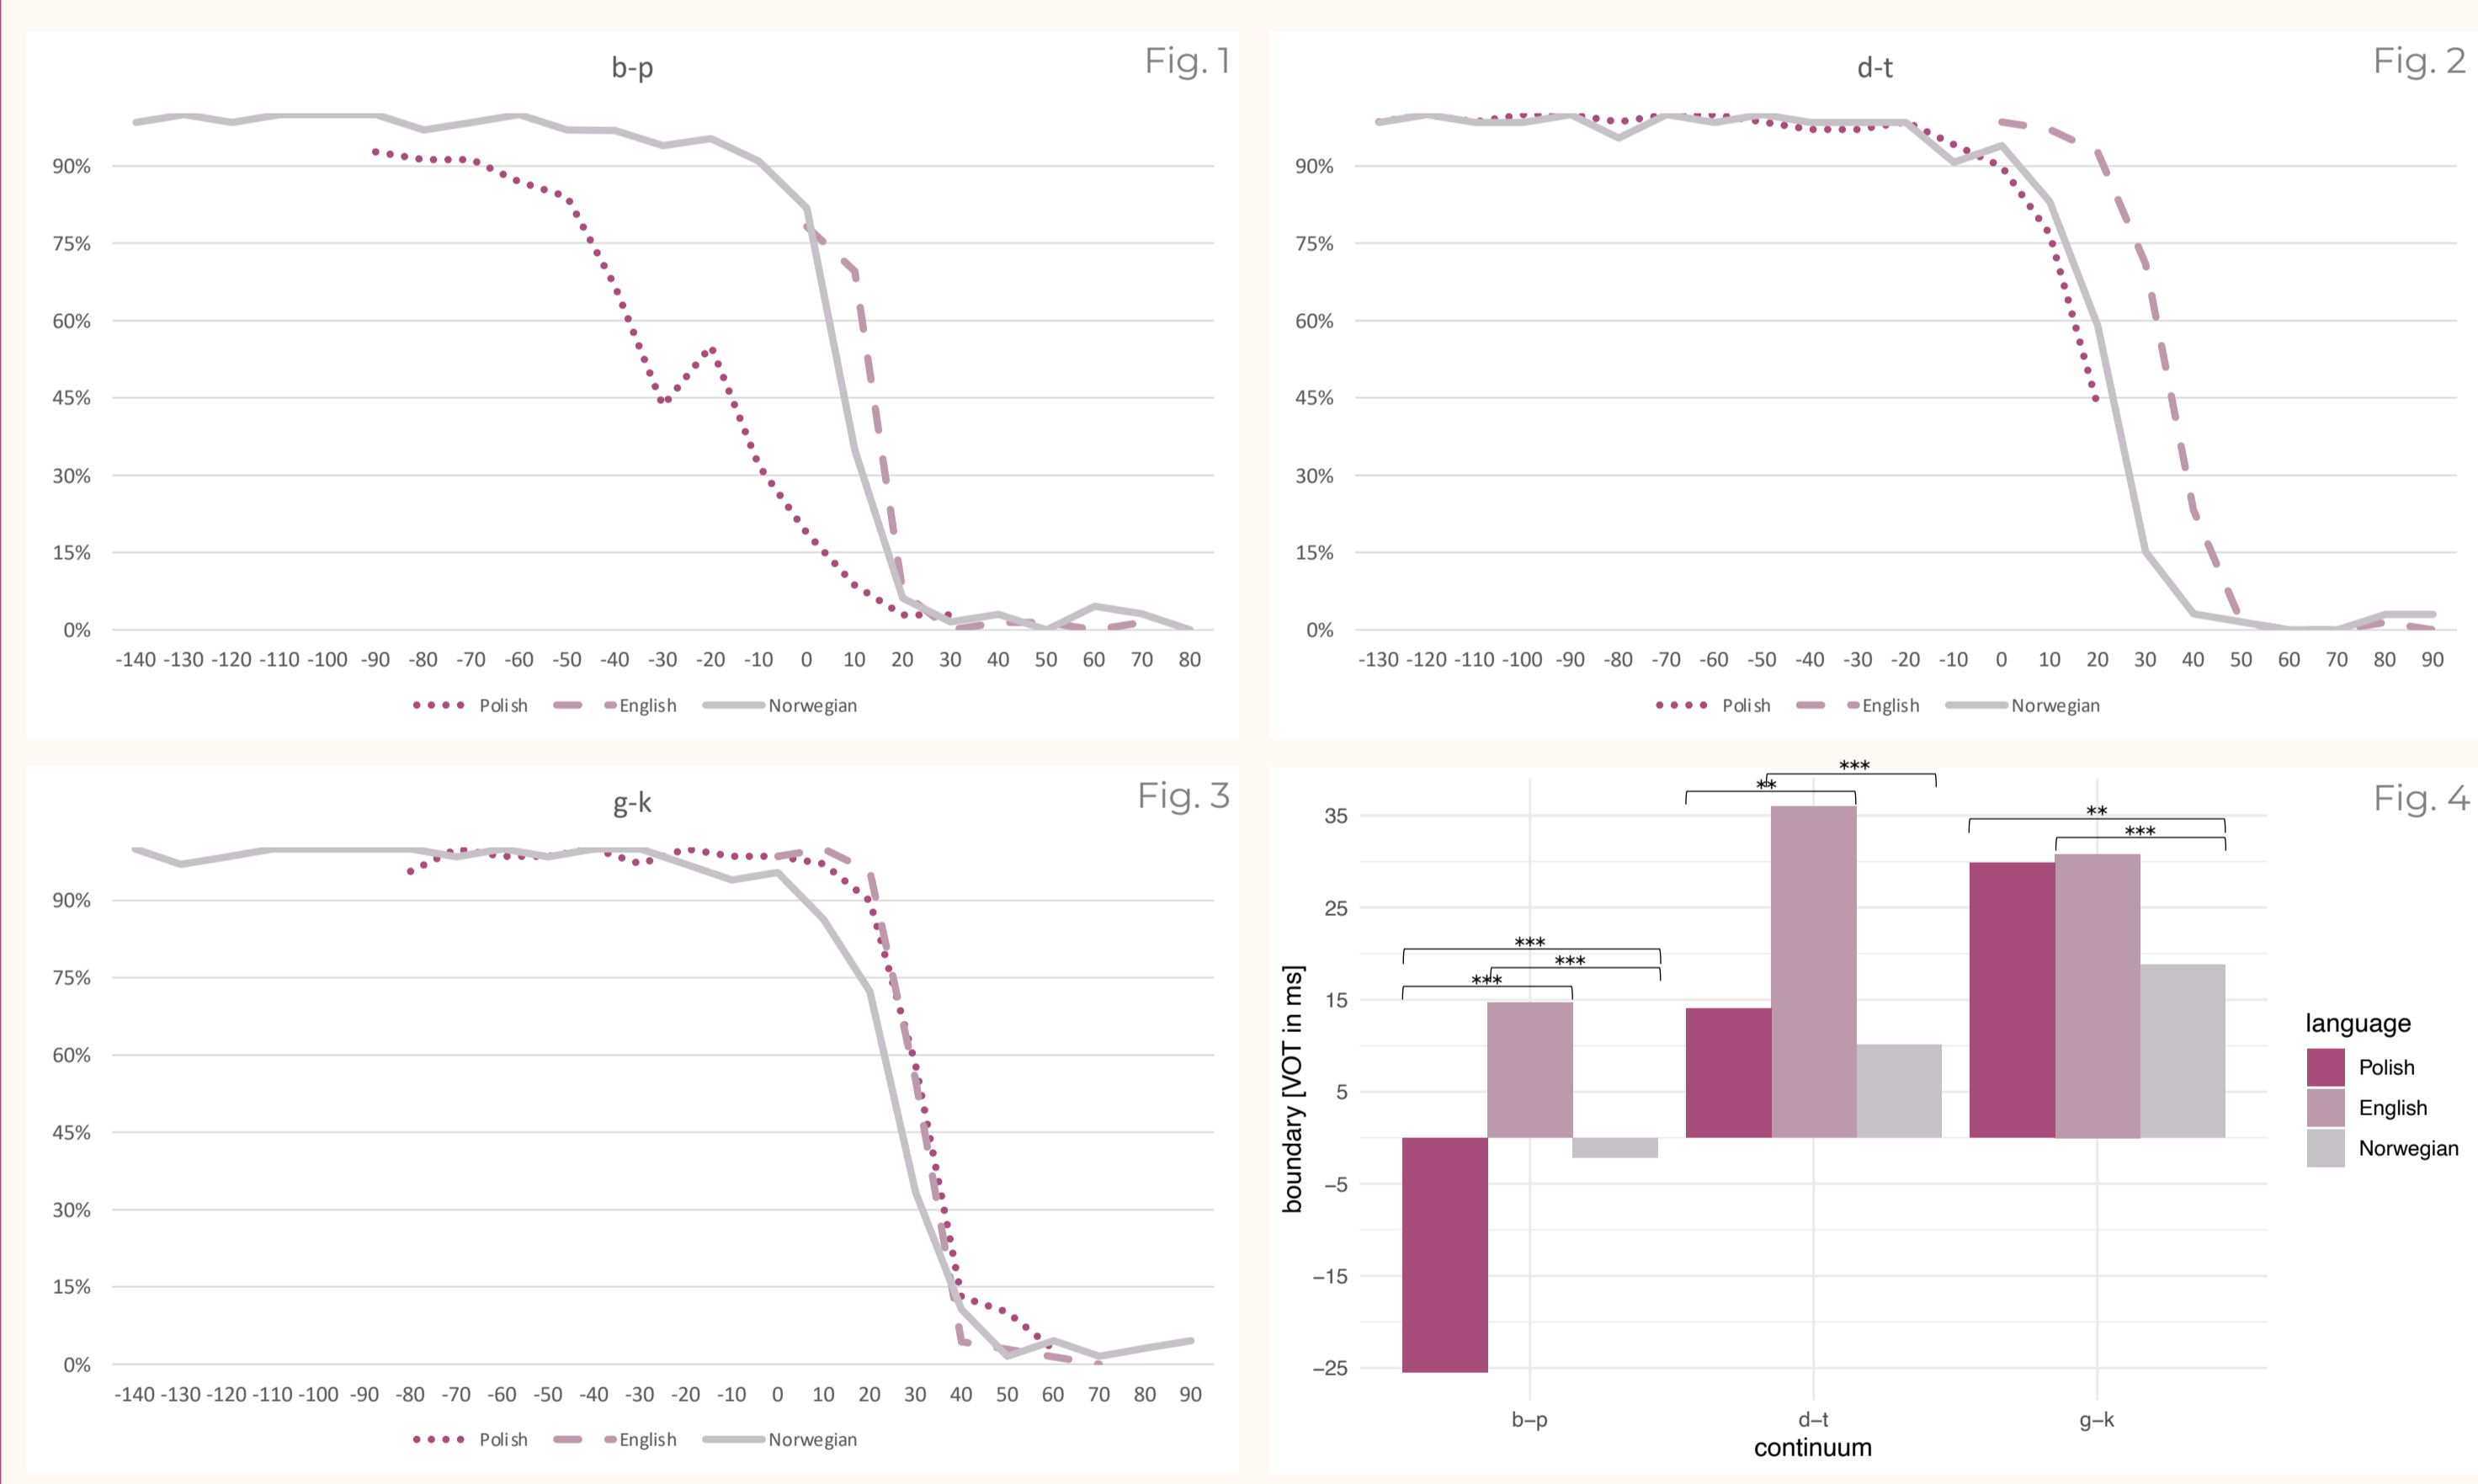 b-p
Fig. 1
90%
75%
60%
45%
30%
15%
0%
-140 -130 -120 -110 -100 -90 -80 -70 -60 -50 -40 -30 -20 -10 0 10 20 30 40 50 60 70 80
Polish English Norwegian
d-t
Fig. 2
90%
75%
60%
45%
30%
15%
0%
-130 -120 -110 -100 -90 -80 -70 -60 -50 -40 -30 -20 -10 0 10 20 30 40 50 60 70 80 90
Polish English Norwegian
g-k
Fig. 3
90%
75%
60%
45%
30%
15%
0%
-140 -130 -120 -110 -100 -90 -80 -70 -60 -50 -40 -30 -20 -10 0 10 20 30 40 50 60 70 80 90
Polish English Norwegian
Fig. 4
***
**
**
***
***
***
***
35
25
15
5
−5
−15
−25
boundary [VOT in ms]
b−p d−t g−k
continuum
language
Polish
English
Norwegian